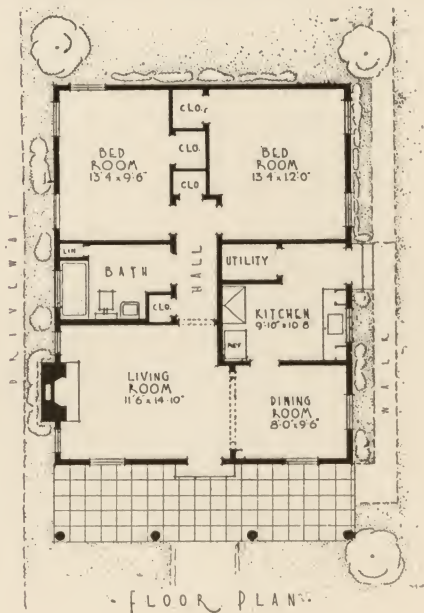 CLO.
BED
ROOM
13'4 x 9'6"
CLO.
BED
ROOM
13'4 x 12'0"
CLO
LIN
BATH
HALL
UTILITY
CLO.
KITCHEN
9'-10" x 10'8
REF
LIVING
ROOM
11'6 x 14'-10"
DINING
ROOM
8'-0" x 9'6"
DRIVEWAY
WALK
- FLOOR PLAN -